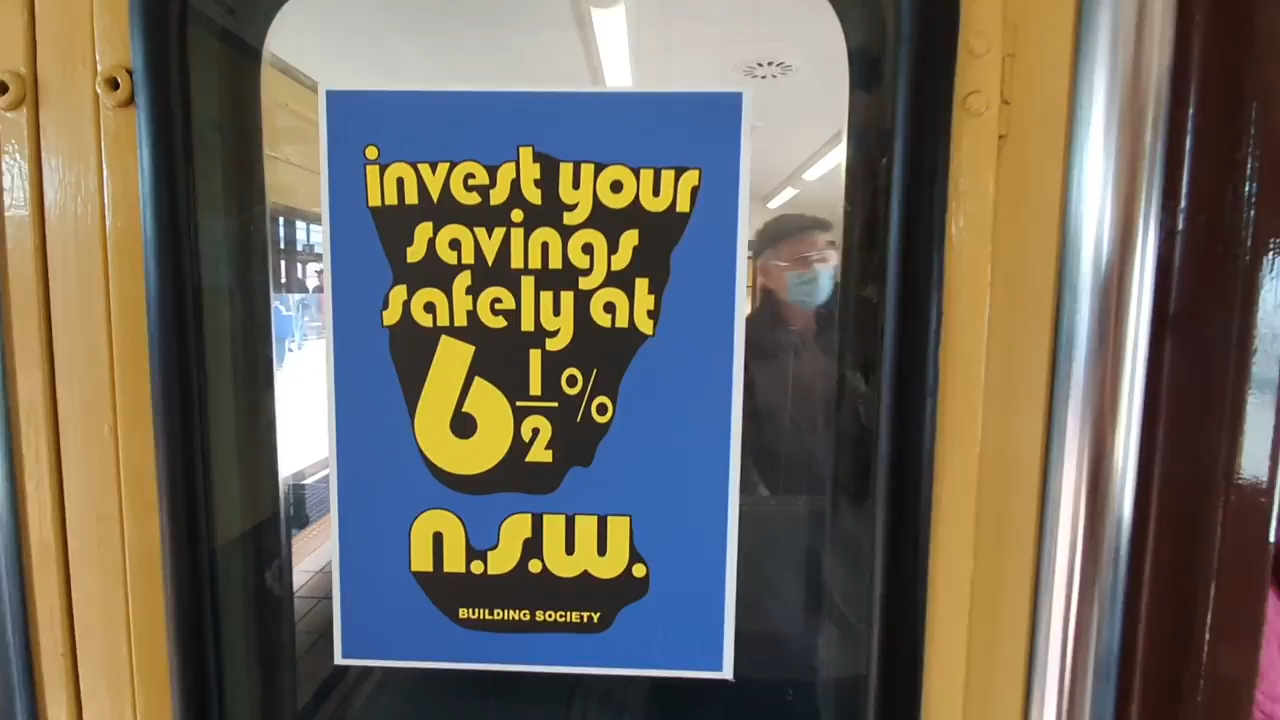 invest your
savings
safely at
6 1/2 %
n.s.w.
BUILDING SOCIETY